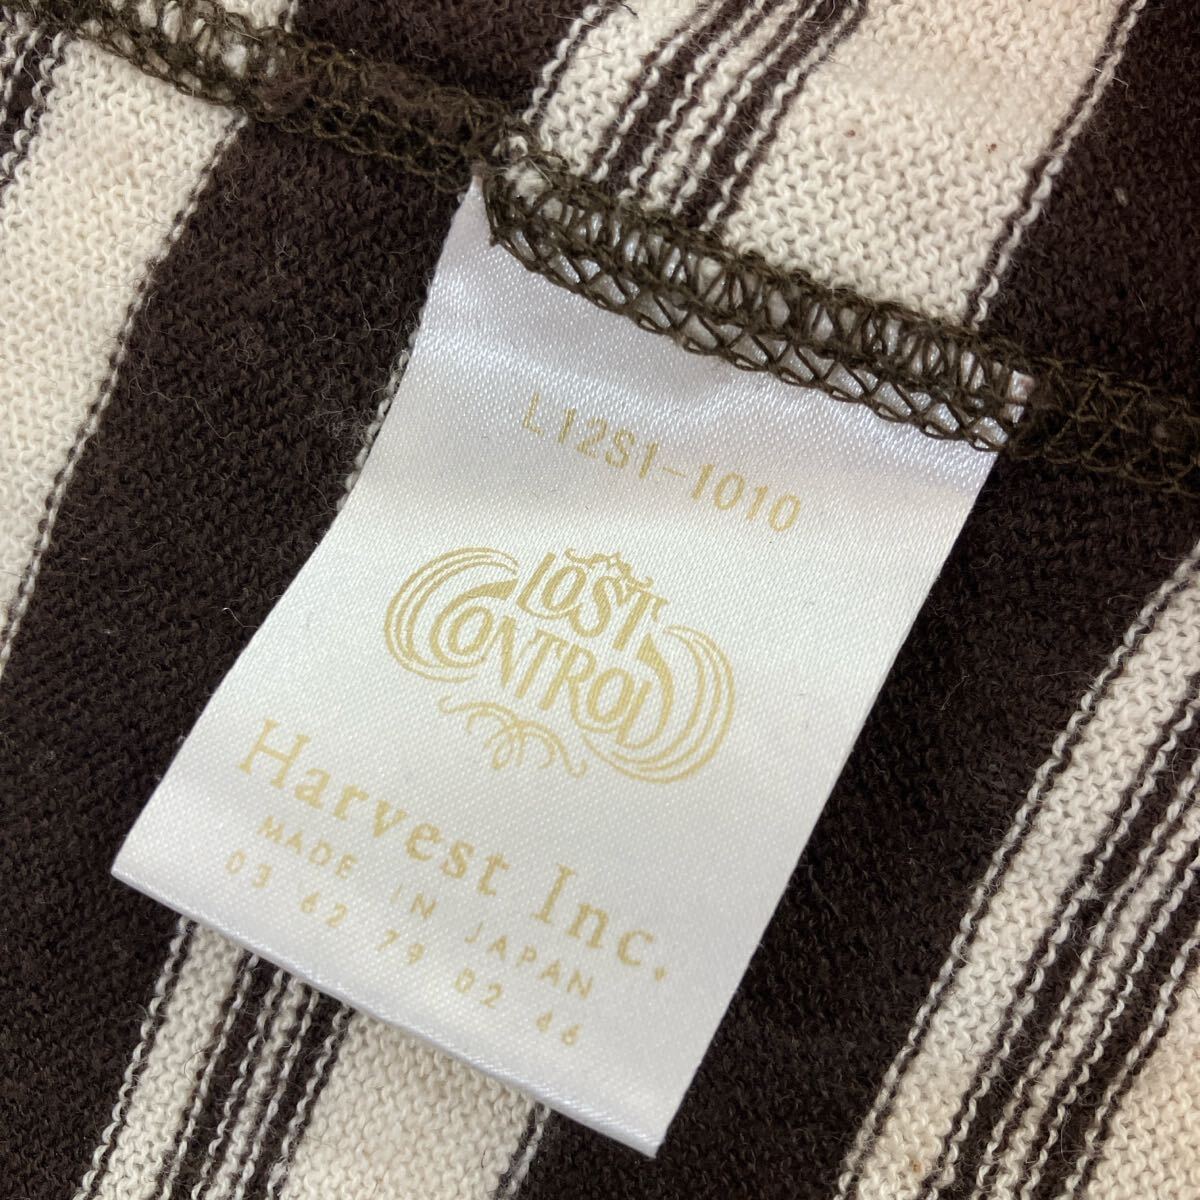 L12S1-1010
LOST
CONTROL
Harvest Inc.
MADE IN JAPAN
03 62 79 02 46